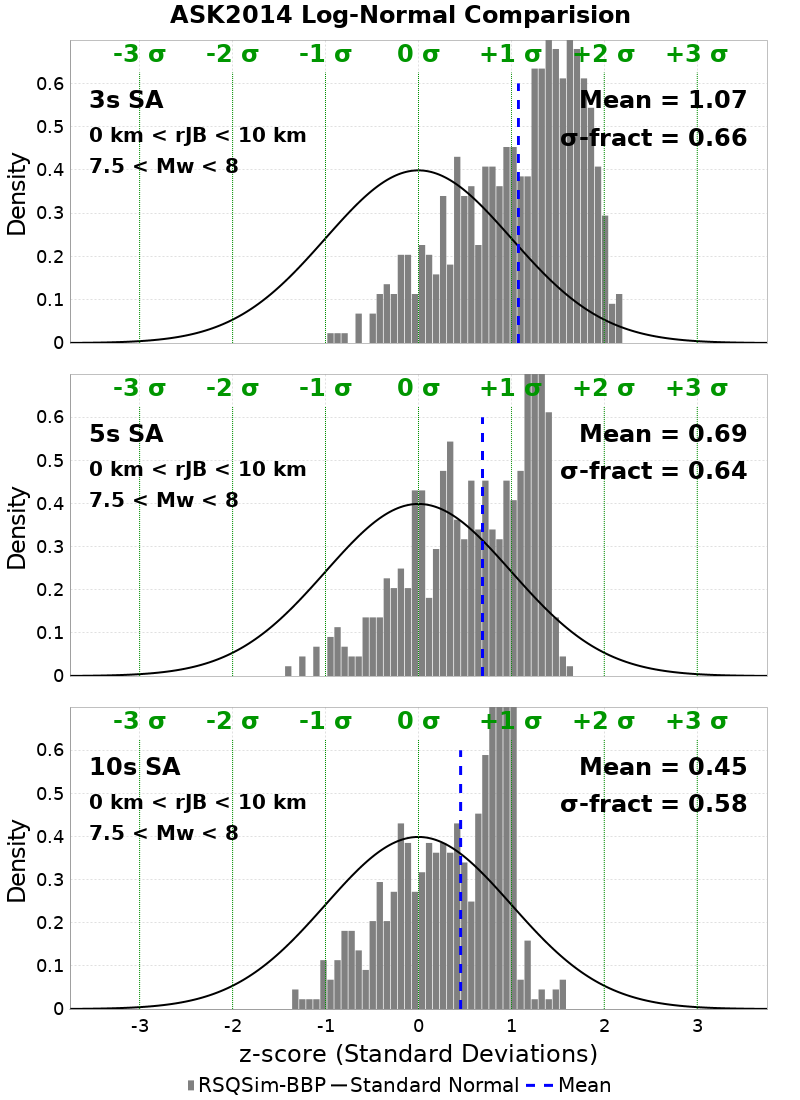 ASK2014 Log-Normal Comparision
-3 σ -2 σ -1 σ 0 σ +1 σ +2 σ +3 σ
3s SA
0 km < rJB < 10 km
7.5 < Mw < 8
Mean = 1.07
σ-fract = 0.66
Density
0.6
0.5
0.4
0.3
0.2
0.1
0
-3 σ -2 σ -1 σ 0 σ +1 σ +2 σ +3 σ
5s SA
0 km < rJB < 10 km
7.5 < Mw < 8
Mean = 0.69
σ-fract = 0.64
Density
0.6
0.5
0.4
0.3
0.2
0.1
0
-3 σ -2 σ -1 σ 0 σ +1 σ +2 σ +3 σ
10s SA
0 km < rJB < 10 km
7.5 < Mw < 8
Mean = 0.45
σ-fract = 0.58
Density
0.6
0.5
0.4
0.3
0.2
0.1
0
-3 -2 -1 0 1 2 3
z-score (Standard Deviations)
RSQSim-BBP Standard Normal Mean